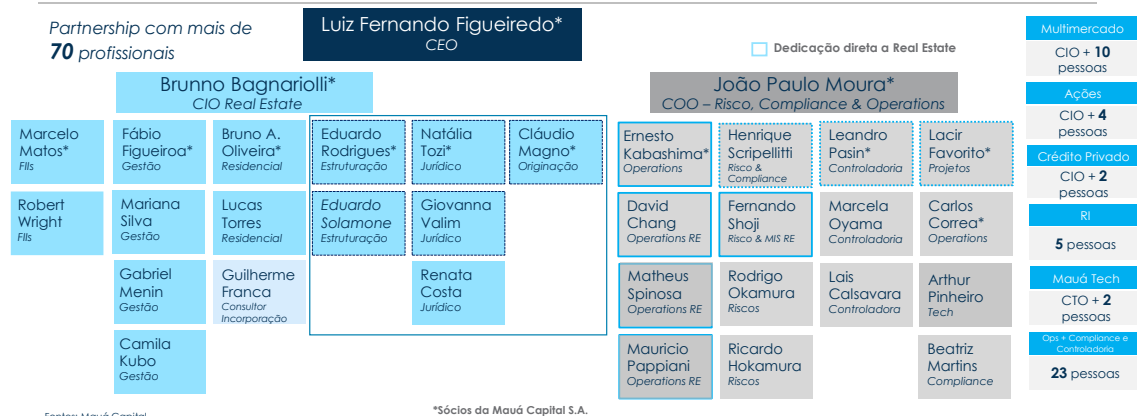 Partnership com mais de
70 profissionais
Luiz Fernando Figueiredo*
CEO
Dedicação direta a Real Estate
Brunno Bagnariolli*
CIO Real Estate
João Paulo Moura*
COO – Risco, Compliance & Operations
Marcelo
Matos*
FIIs
Fábio
Figueiroa*
Gestão
Bruno A.
Oliveira*
Residencial
Eduardo
Rodrigues*
Estruturação
Natália
Tozi*
Jurídico
Cláudio
Magno*
Originação
Ernesto
Kabashima*
Operations
Henrique
Scripellitti
Risco &
Compliance
Leandro
Pasin*
Controladoria
Lacir
Favorito*
Projetos
Robert
Wright
FIIs
Mariana
Silva
Gestão
Lucas
Torres
Residencial
Eduardo
Solamone
Estruturação
Giovanna
Valim
Jurídico
David
Chang
Operations RE
Fernando
Shoji
Risco & MIS RE
Marcela
Oyama
Controladoria
Carlos
Correa*
Operations
Gabriel
Menin
Gestão
Guilherme
Franca
Consultor
Incorporação
Renata
Costa
Jurídico
Matheus
Spinosa
Operations RE
Rodrigo
Okamura
Riscos
Lais
Calsavara
Controladora
Arthur
Pinheiro
Tech
Camila
Kubo
Gestão
Mauricio
Pappiani
Operations RE
Ricardo
Hokamura
Riscos
Beatriz
Martins
Compliance
Multimercado
CIO + 10
pessoas
Ações
CIO + 4
pessoas
Crédito Privado
CIO + 2
pessoas
RI
5 pessoas
Mauá Tech
CTO + 2
pessoas
Ops + Compliance e
Controladoria
23 pessoas
*Sócios da Mauá Capital S.A.
Fontes: Mauá Capital